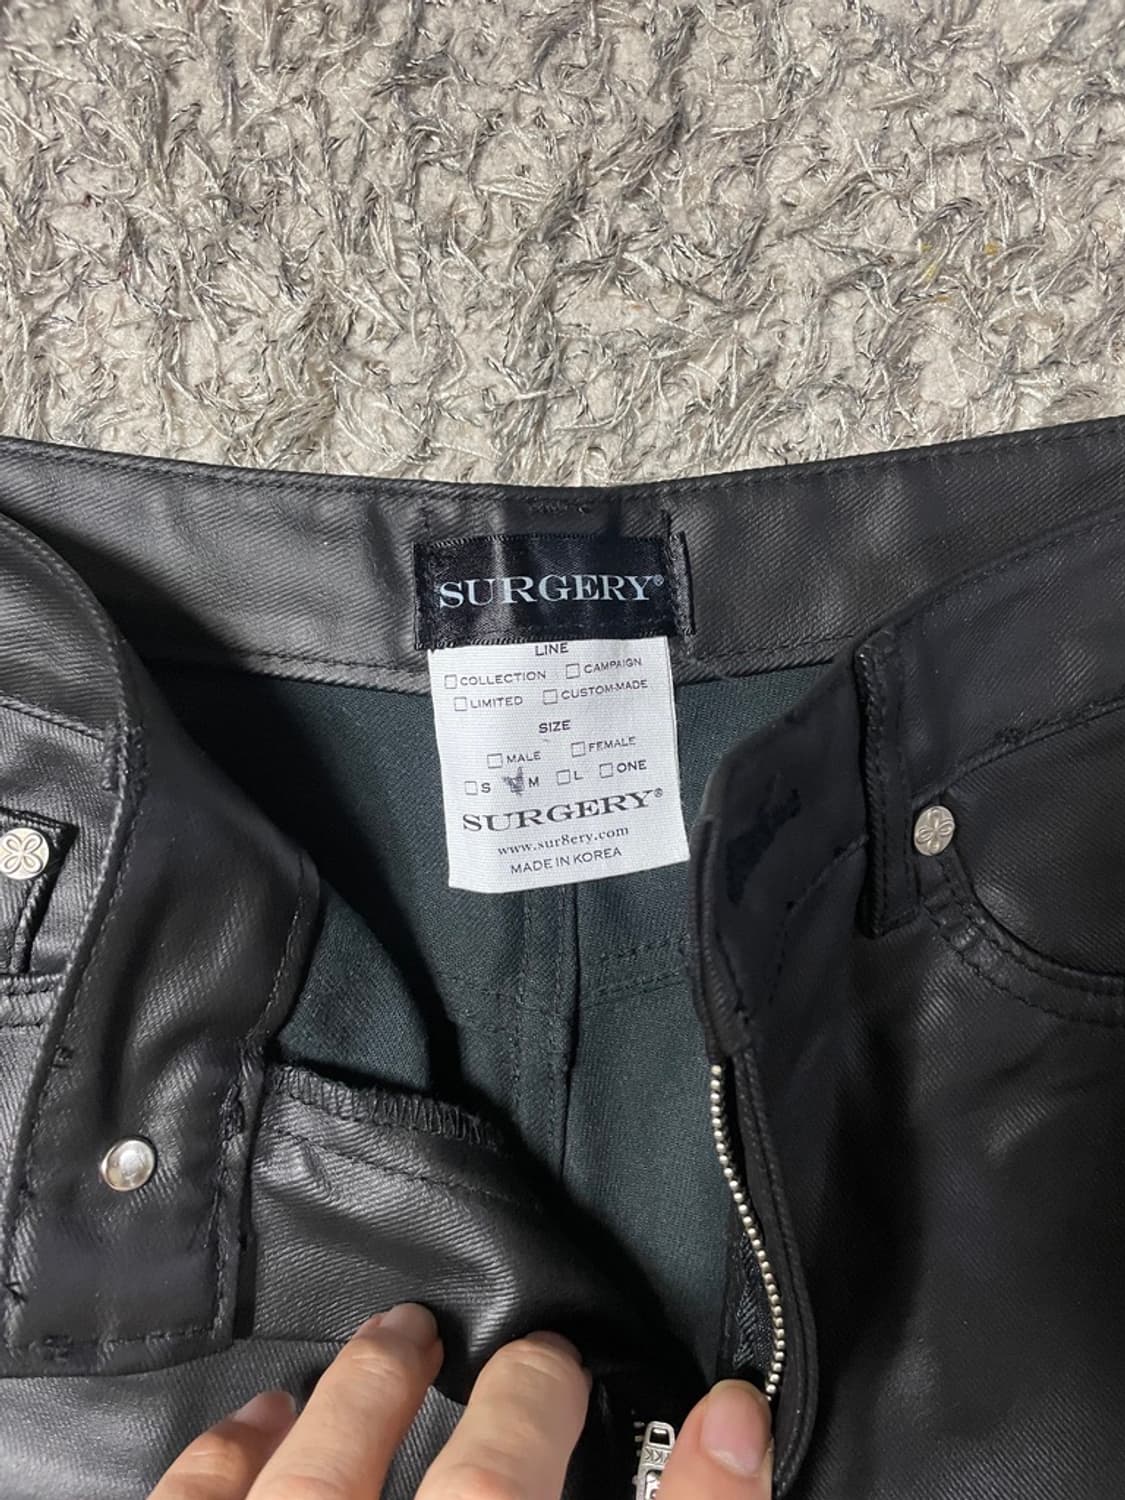 SURGERY®
LINE
☐ COLLECTION ☐ CAMPAIGN
☐ LIMITED ☐ CUSTOM-MADE
SIZE
☐ MALE ☐ FEMALE
☐ S M ☐ L ☐ ONE
SURGERY®
www.sur8ery.com
MADE IN KOREA